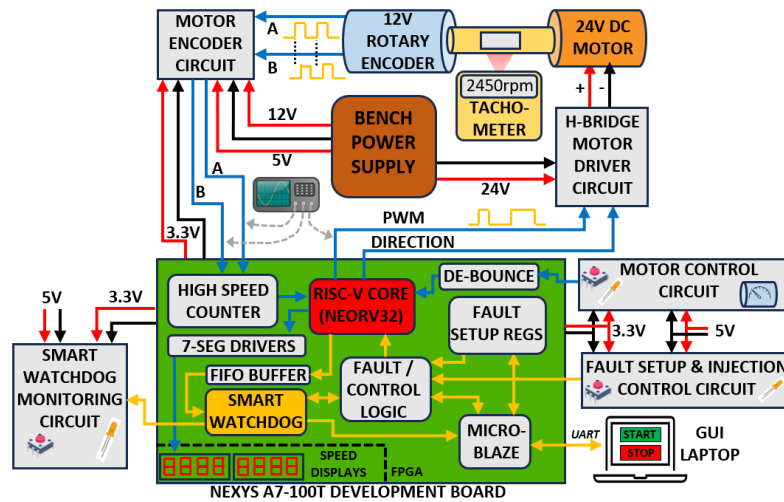 MOTOR
ENCODER
CIRCUIT
A
B
12V
ROTARY
ENCODER
24V DC
MOTOR
2450rpm
TACHO-
METER
+ -
12V
5V
BENCH
POWER
SUPPLY
24V
H-BRIDGE
MOTOR
DRIVER
CIRCUIT
B
A
3.3V
PWM
DIRECTION
HIGH SPEED
COUNTER
RISC-V CORE
(NEORV32)
DE-BOUNCE
MOTOR CONTROL
CIRCUIT
5V
3.3V
7-SEG DRIVERS
FAULT
SETUP REGS
3.3V
5V
SMART
WATCHDOG
MONITORING
CIRCUIT
FIFO BUFFER
SMART
WATCHDOG
FAULT /
CONTROL
LOGIC
FAULT SETUP & INJECTION
CONTROL CIRCUIT
MICRO-
BLAZE
UART
START
STOP
GUI
LAPTOP
8888 8888
SPEED
DISPLAYS
FPGA
NEXYS A7-100T DEVELOPMENT BOARD